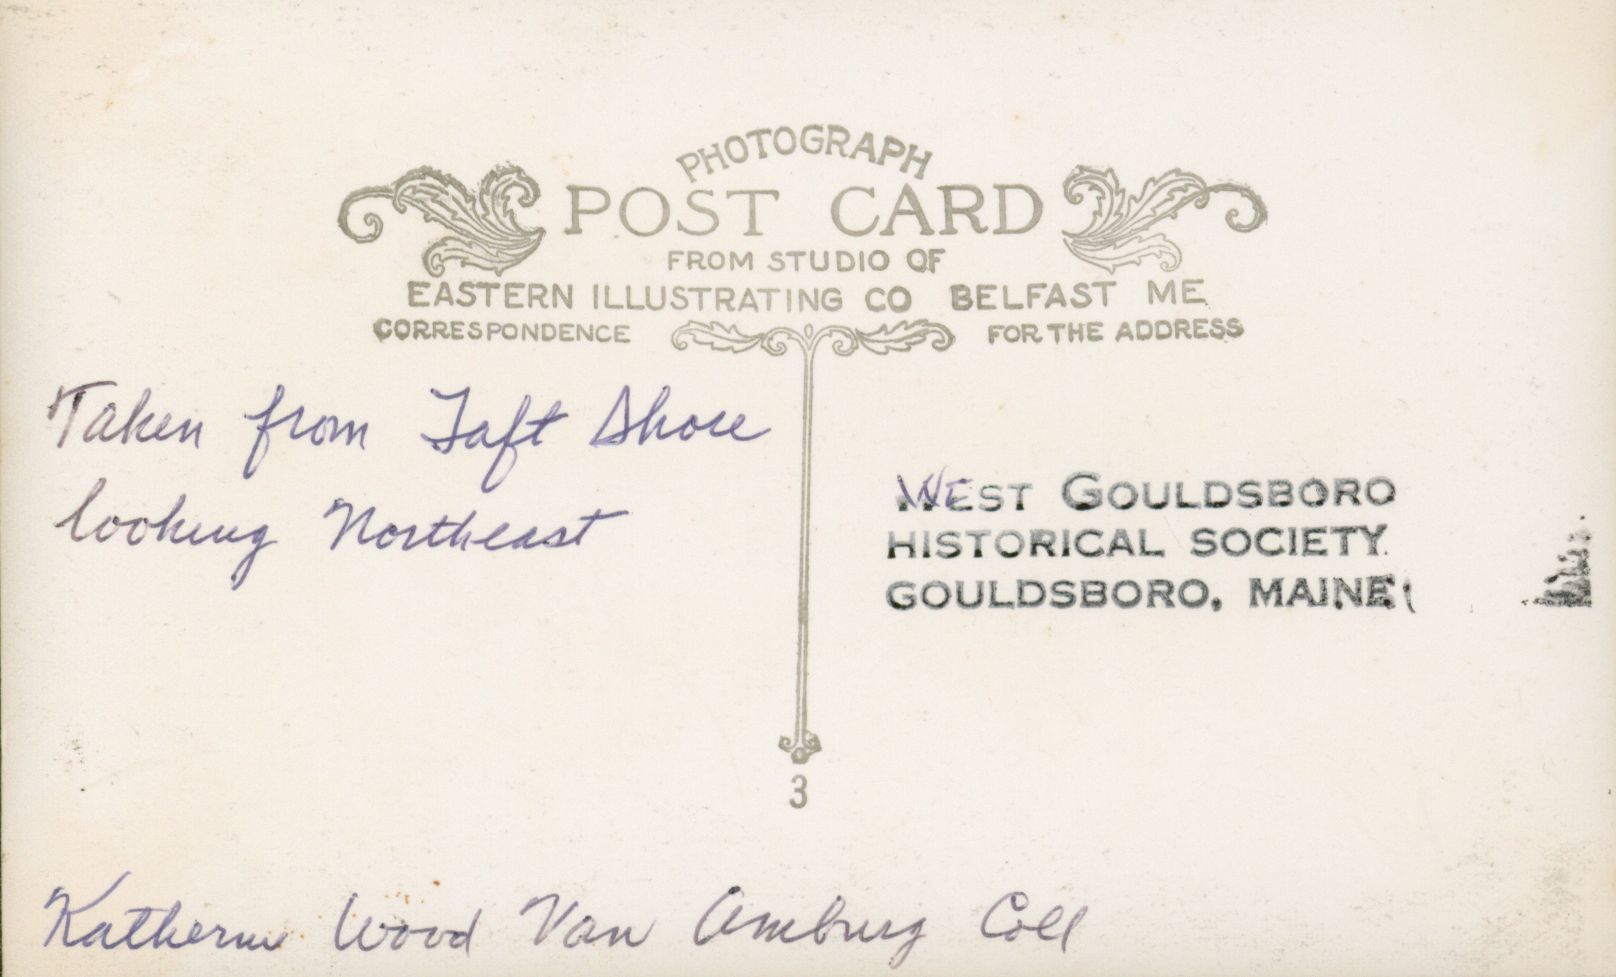 PHOTOGRAPH
POST CARD
FROM STUDIO OF
EASTERN ILLUSTRATING CO BELFAST ME
CORRESPONDENCE FOR THE ADDRESS
Taken from Taft Shore
looking Northeast
WEST GOULDSBORO
HISTORICAL SOCIETY
GOULDSBORO, MAINE
3
Katherine Wood Van Amburg Coll